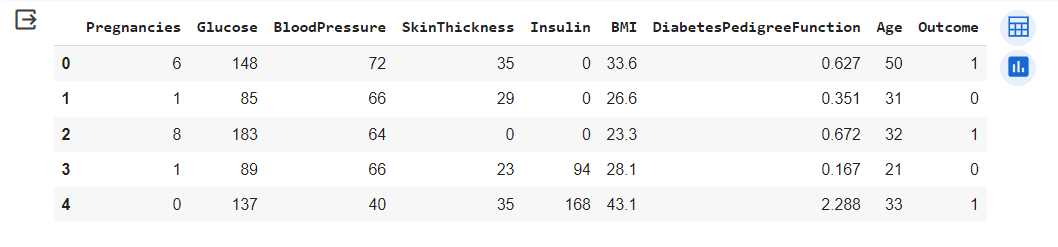 Pregnancies Glucose BloodPressure SkinThickness Insulin BMI DiabetesPedigreeFunction Age Outcome
0 6 148 72 35 0 33.6 0.627 50 1
1 1 85 66 29 0 26.6 0.351 31 0
2 8 183 64 0 0 23.3 0.672 32 1
3 1 89 66 23 94 28.1 0.167 21 0
4 0 137 40 35 168 43.1 2.288 33 1